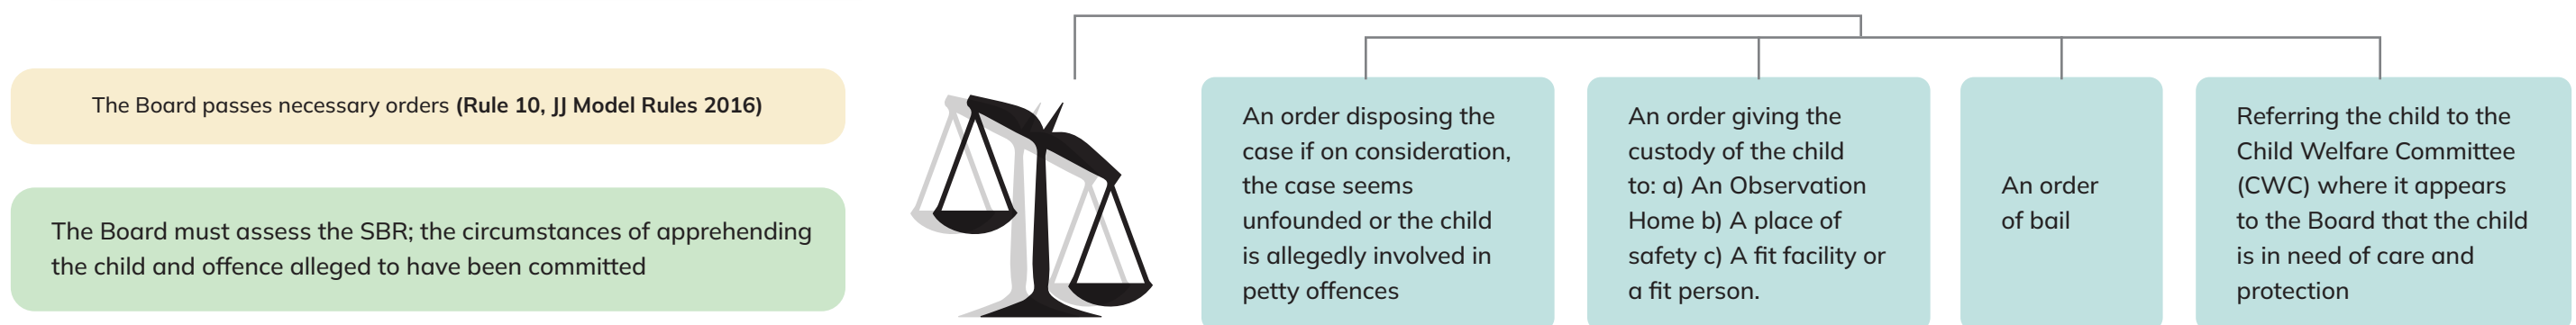 The Board passes necessary orders (Rule 10, JJ Model Rules 2016)
The Board must assess the SBR; the circumstances of apprehending
the child and offence alleged to have been committed
An order disposing the
case if on consideration,
the case seems
unfounded or the child
is allegedly involved in
petty offences
An order giving the
custody of the child
to: a) An Observation
Home b) A place of
safety c) A fit facility or
a fit person.
An order
of bail
Referring the child to the
Child Welfare Committee
(CWC) where it appears
to the Board that the child
is in need of care and
protection